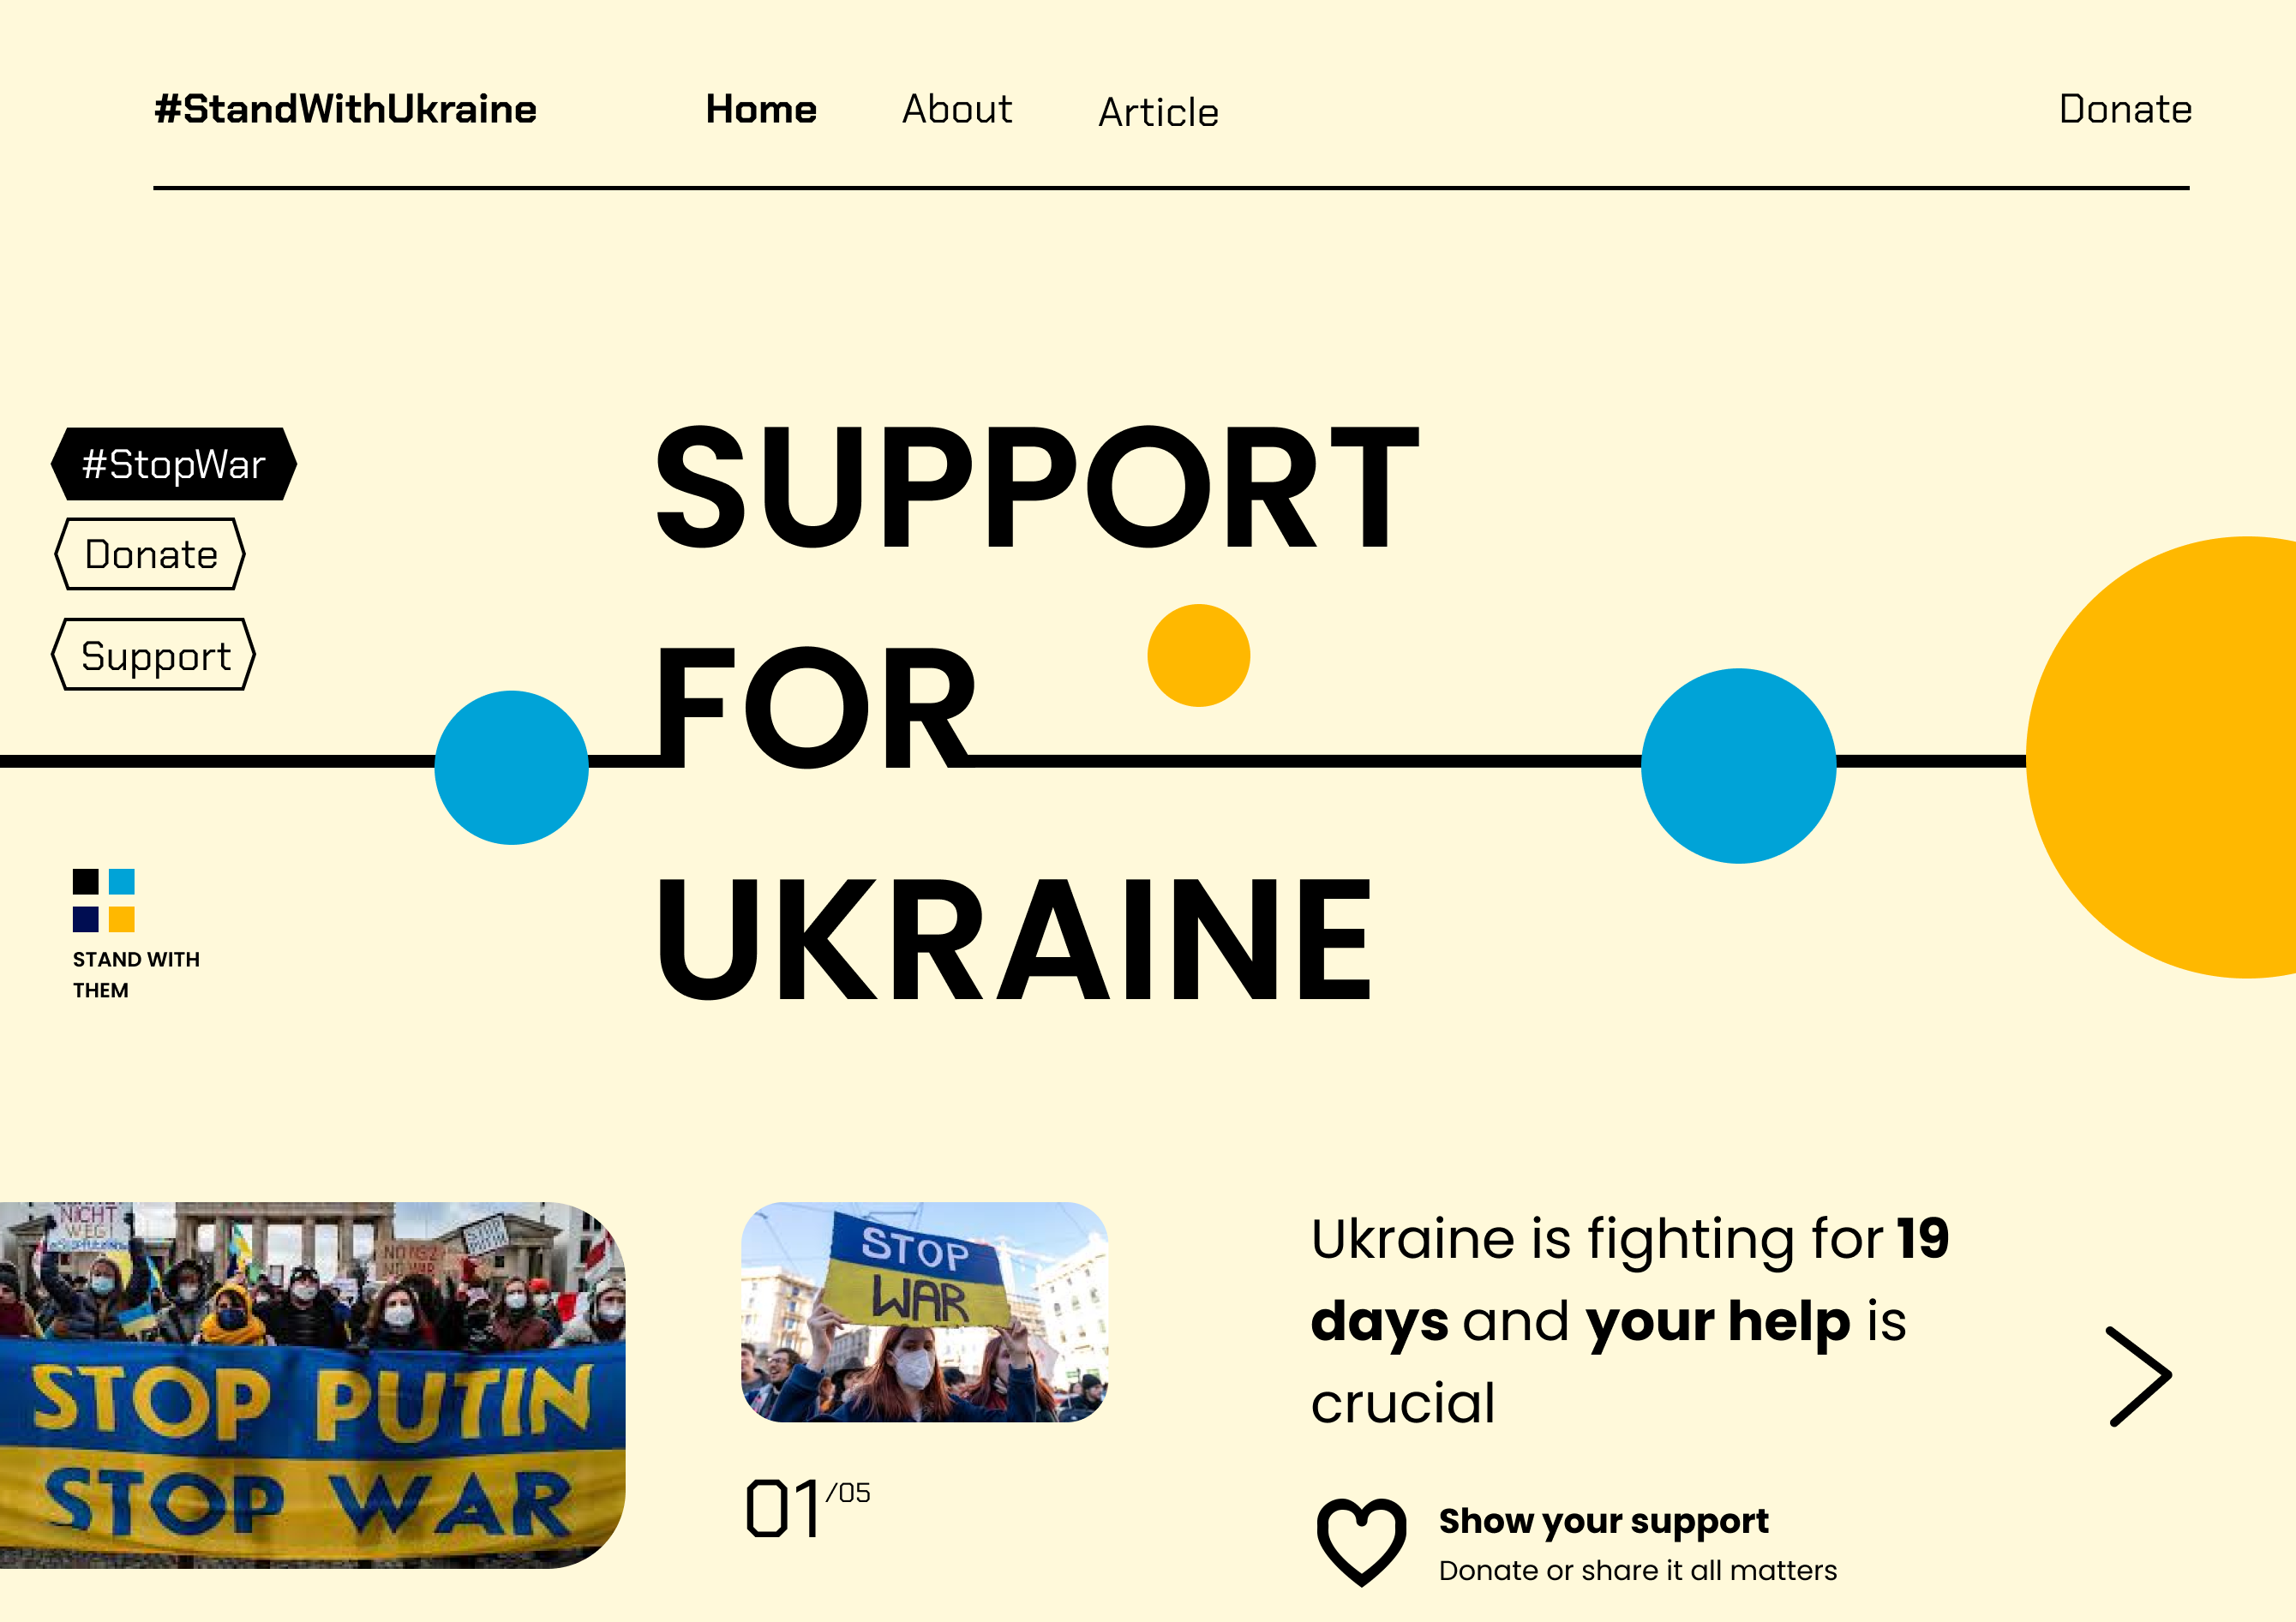 #StandWithUkraine
Home
About
Article
Donate
#StopWar
Donate
Support
SUPPORT
FOR
UKRAINE
STAND WITH
THEM
NICHT
WEG!
STOP PUTIN
STOP WAR
STOP
WAR
Ukraine is fighting for 19
days and your help is
crucial
01/05
Show your support
Donate or share it all matters